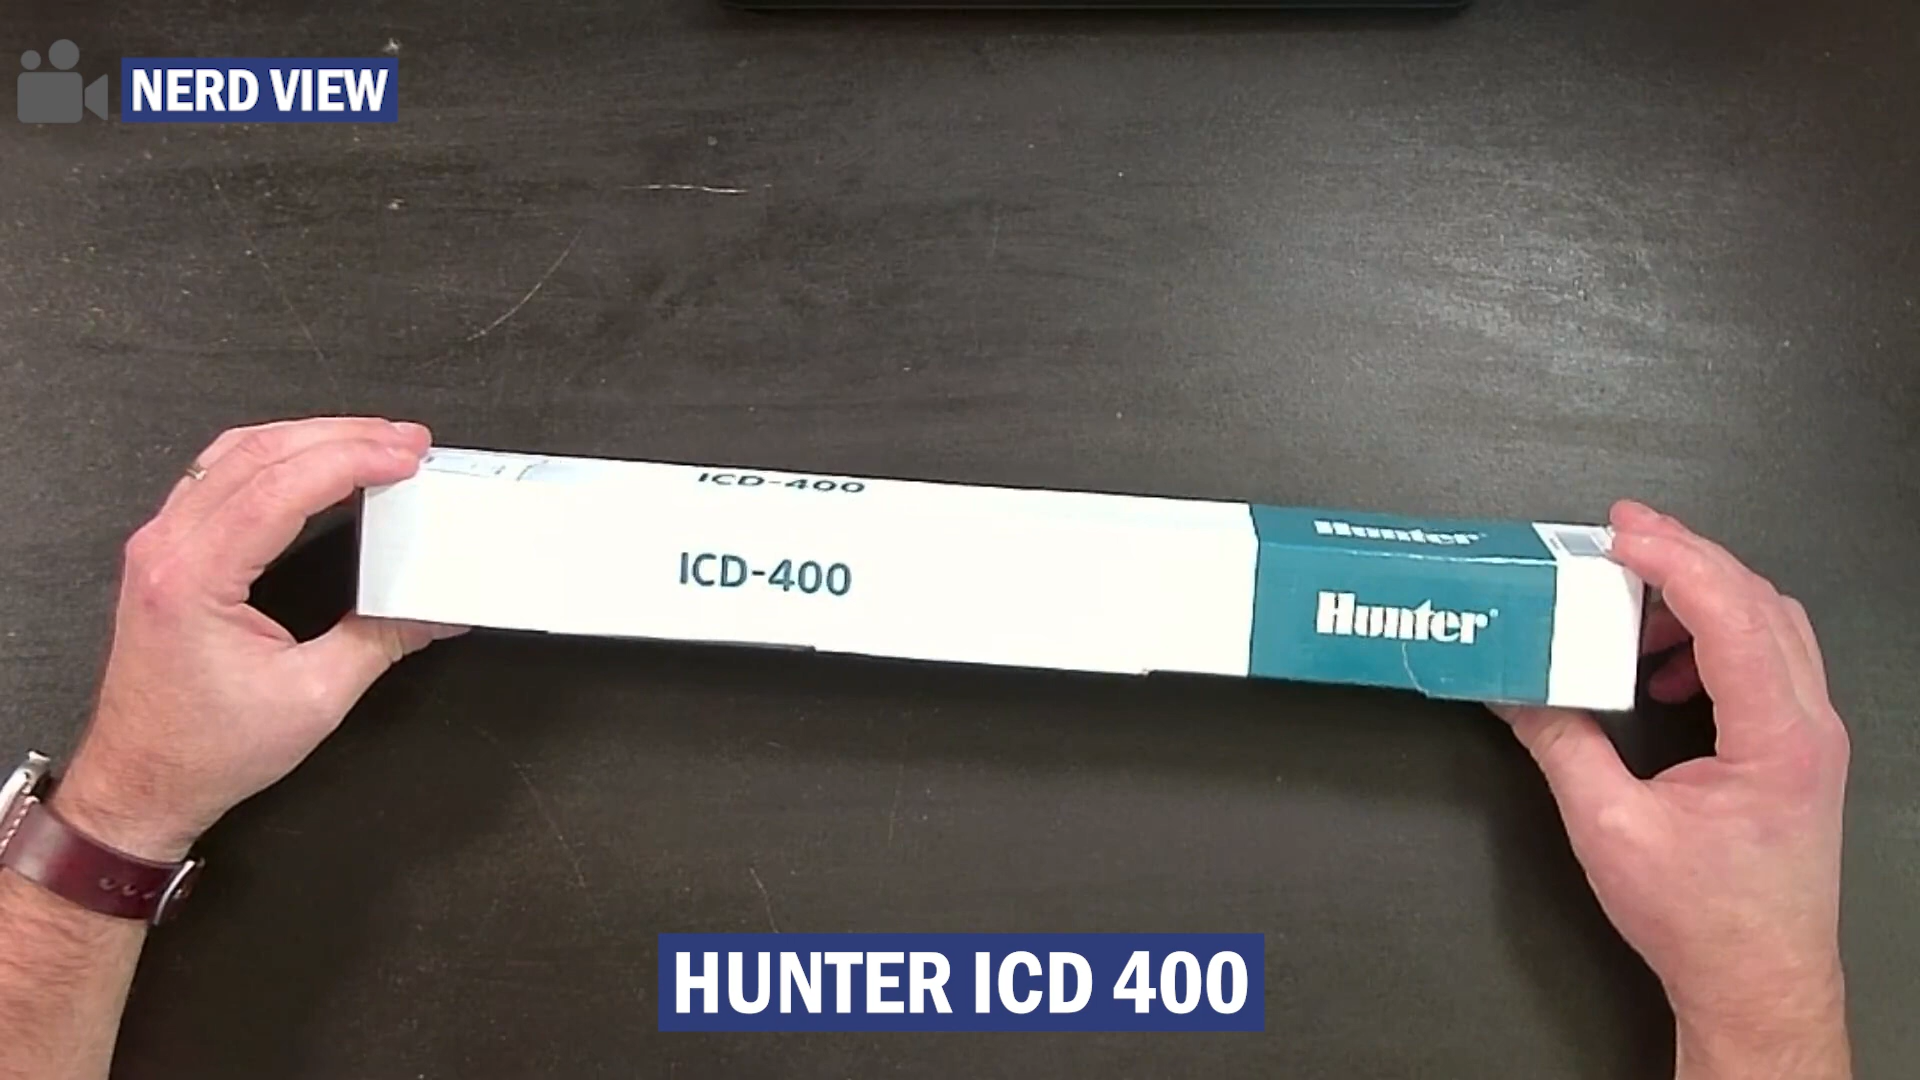 NERD VIEW
ICD-400
Hunter
ICD-400
Hunter
HUNTER ICD 400